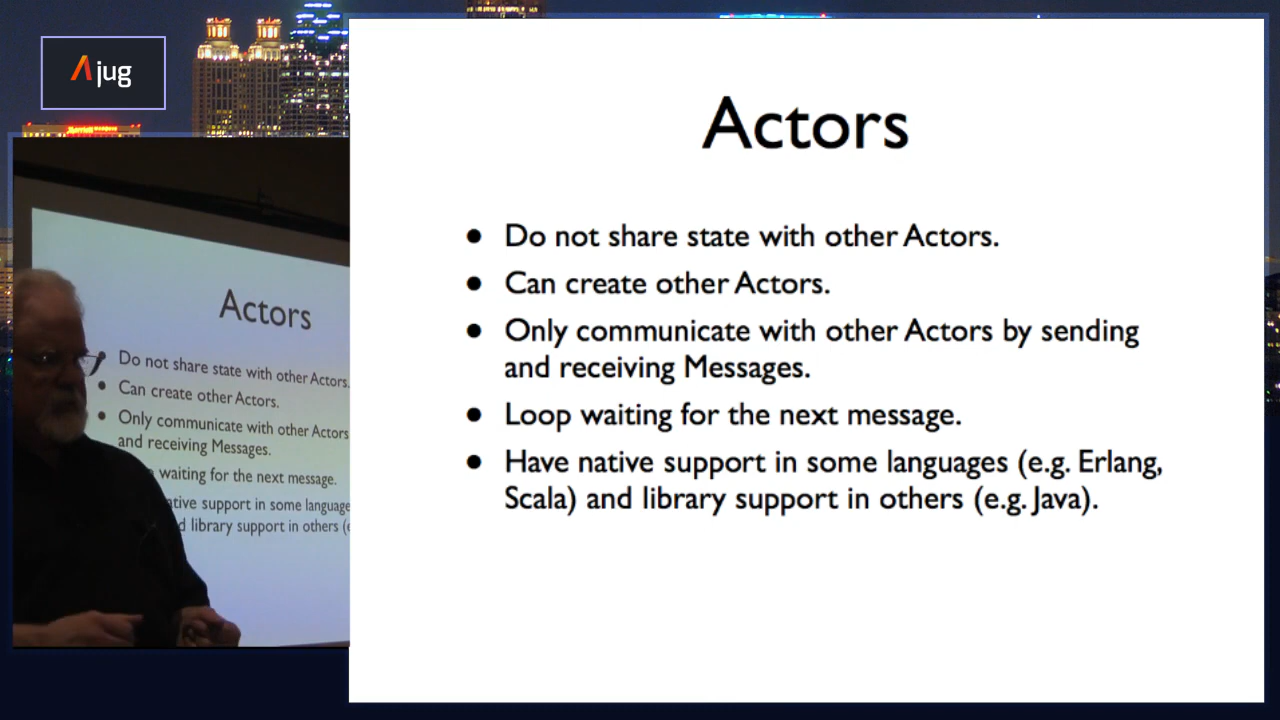 Ajug
Actors
Do not share state with other Actors.
Can create other Actors.
Only communicate with other Actors by sending
and receiving Messages.
Loop waiting for the next message.
Have native support in some languages (e.g. Erlang,
Scala) and library support in others (e.g. Java).
Actors
Do not share state with other Actors.
Can create other Actors.
Only communicate with other Actors
and receiving Messages.
waiting for the next message.
ative support in some language
d library support in others (e